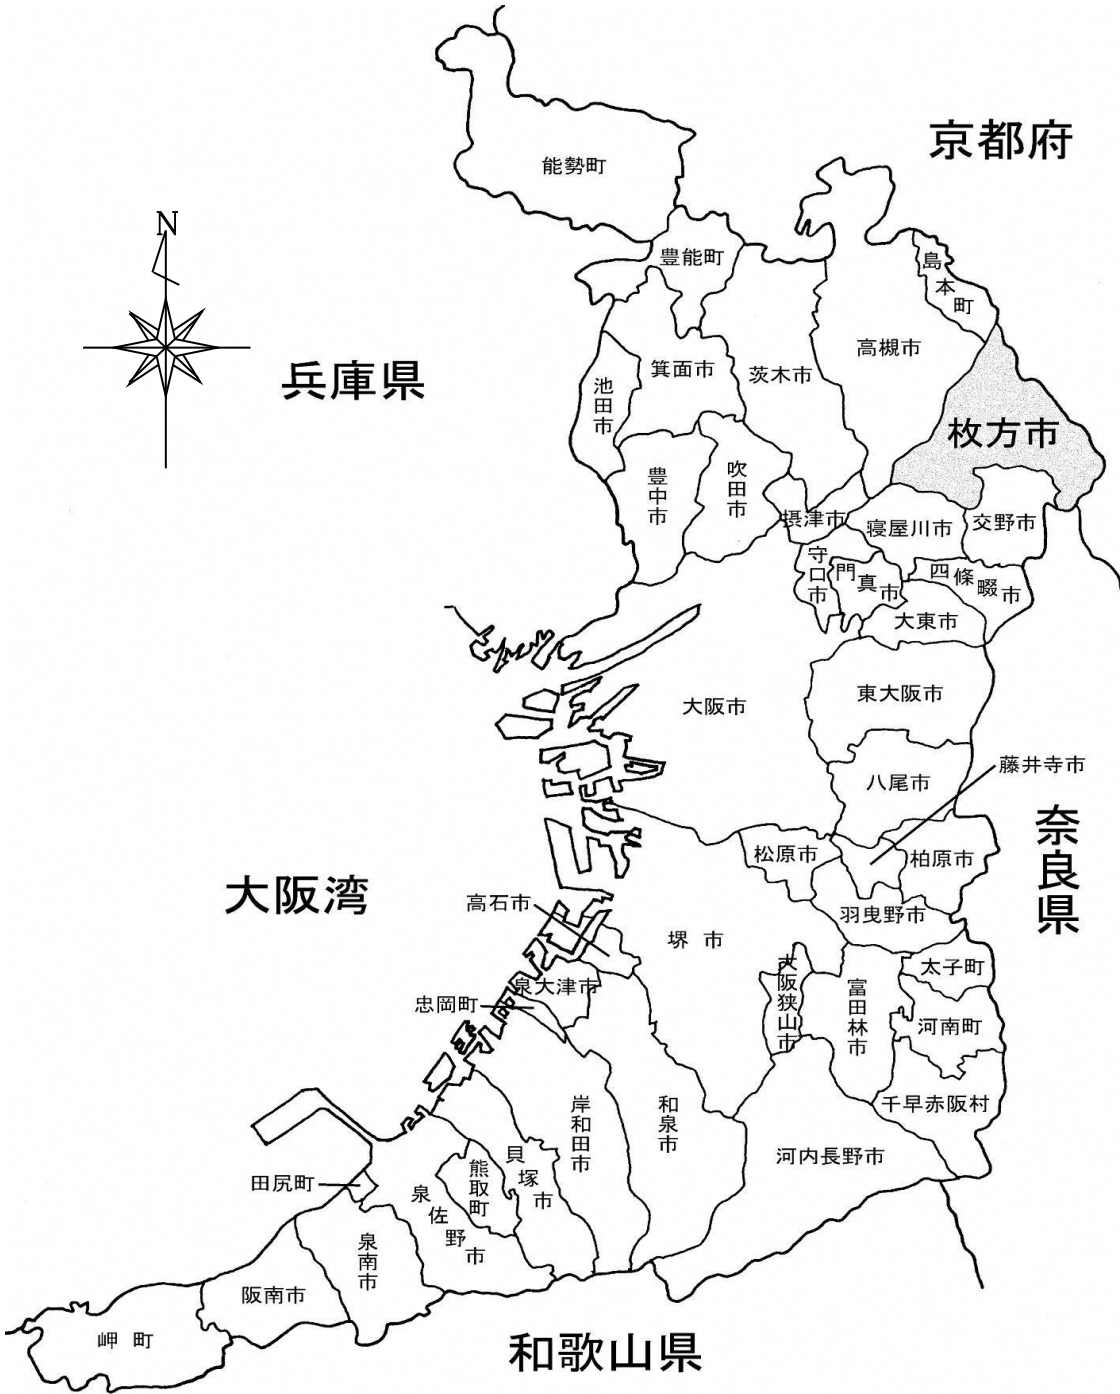 京都府
能勢町
N
豊能町
島本町
高槻市
箕面市
茨木市
兵庫県
池田市
枚方市
吹田市
豊中市
摂津市
寝屋川市
交野市
守口市
門真市
四條畷市
大東市
東大阪市
大阪市
藤井寺市
八尾市
奈良県
松原市
柏原市
大阪湾
高石市
羽曳野市
堺市
太子町
大阪狭山市
泉大津市
富田林市
忠岡町
河南町
千早赤阪村
岸和田市
和泉市
河内長野市
貝塚市
熊取町
田尻町
泉佐野市
泉南市
阪南市
岬町
和歌山県